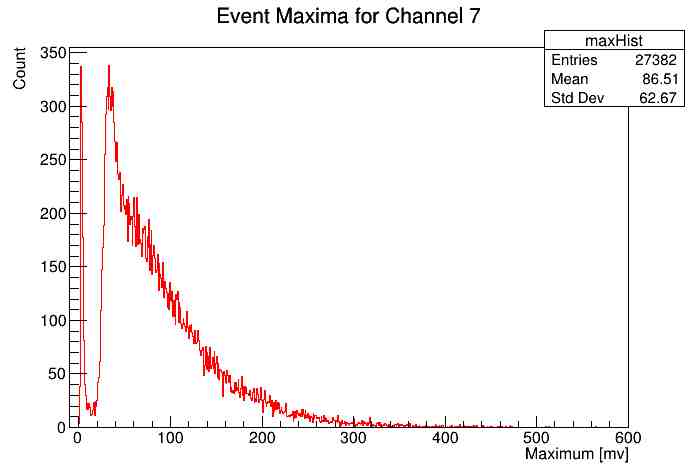 Event Maxima for Channel 7
maxHist
Entries 27382
Mean 86.51
Std Dev 62.67
Count
350
300
250
200
150
100
50
0
0 100 200 300 400 500 600
Maximum [mv]